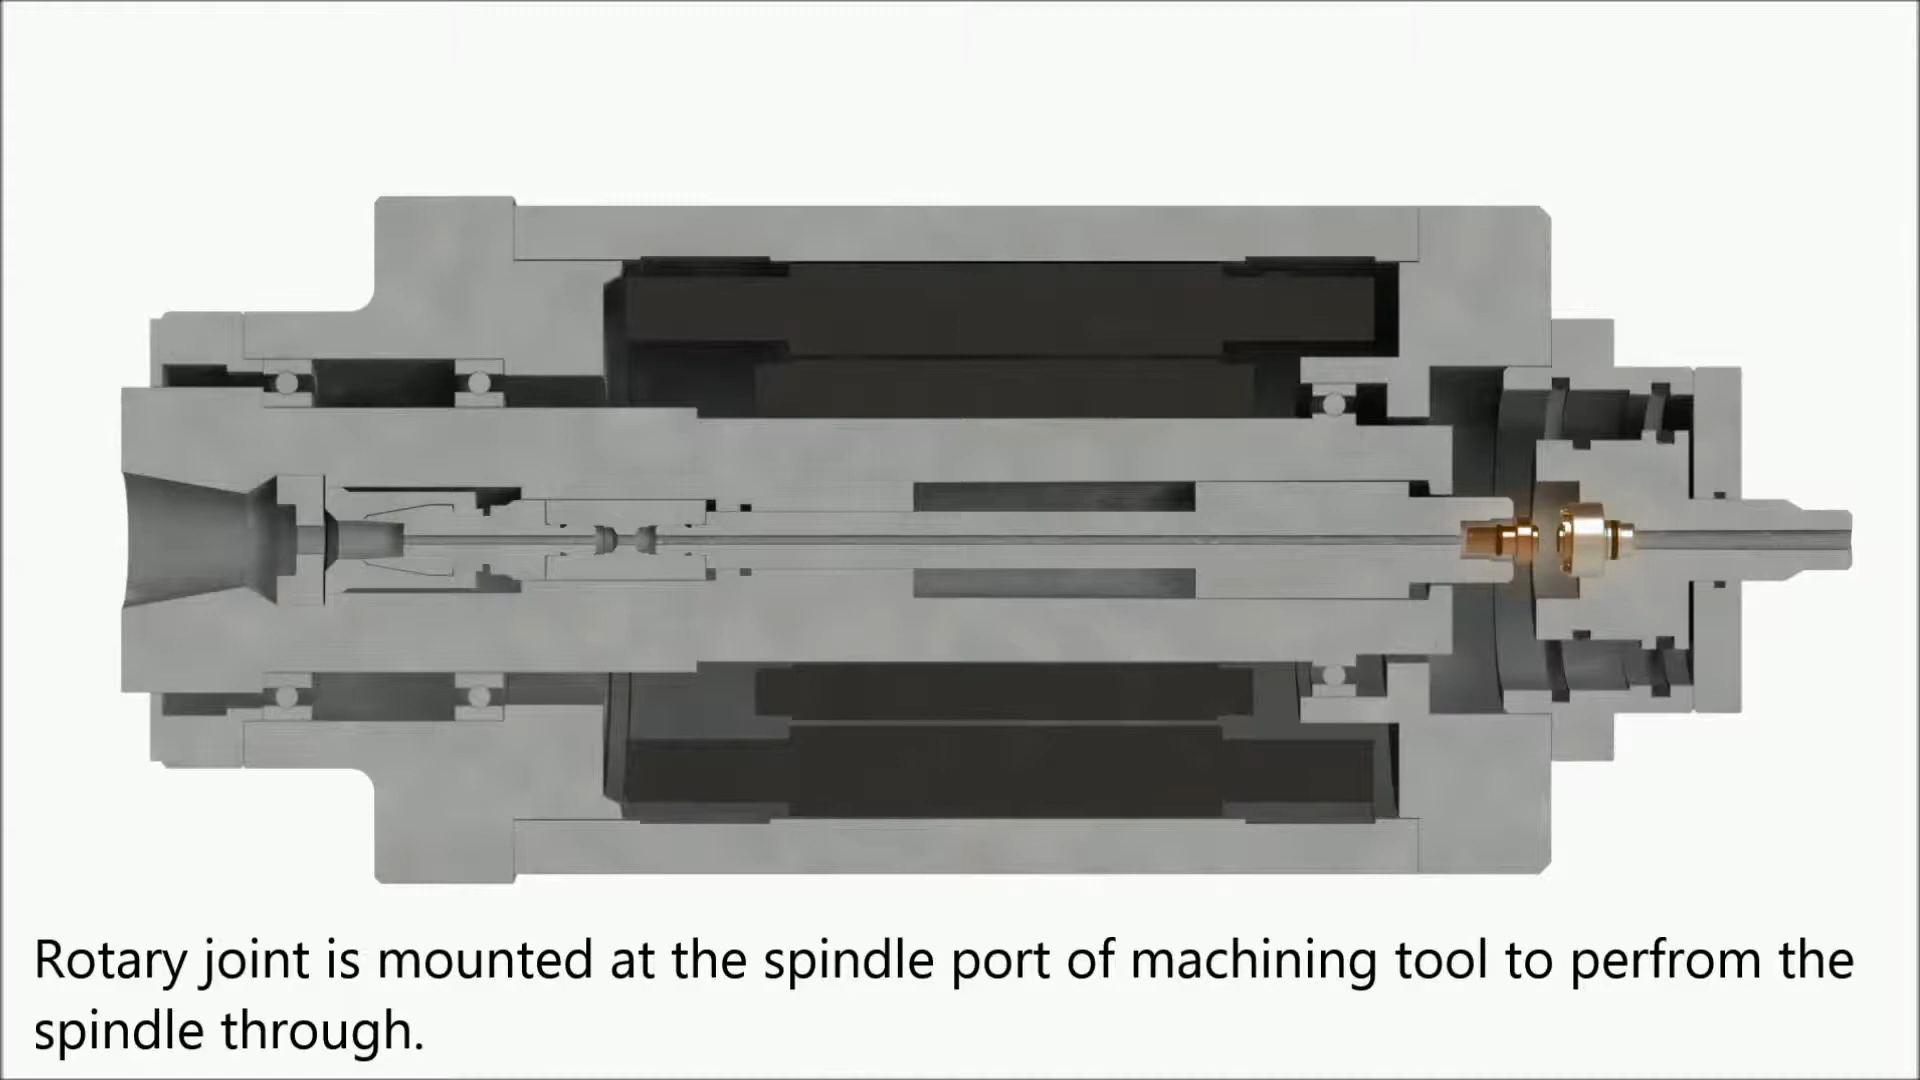 Rotary joint is mounted at the spindle port of machining tool to perfrom the
spindle through.